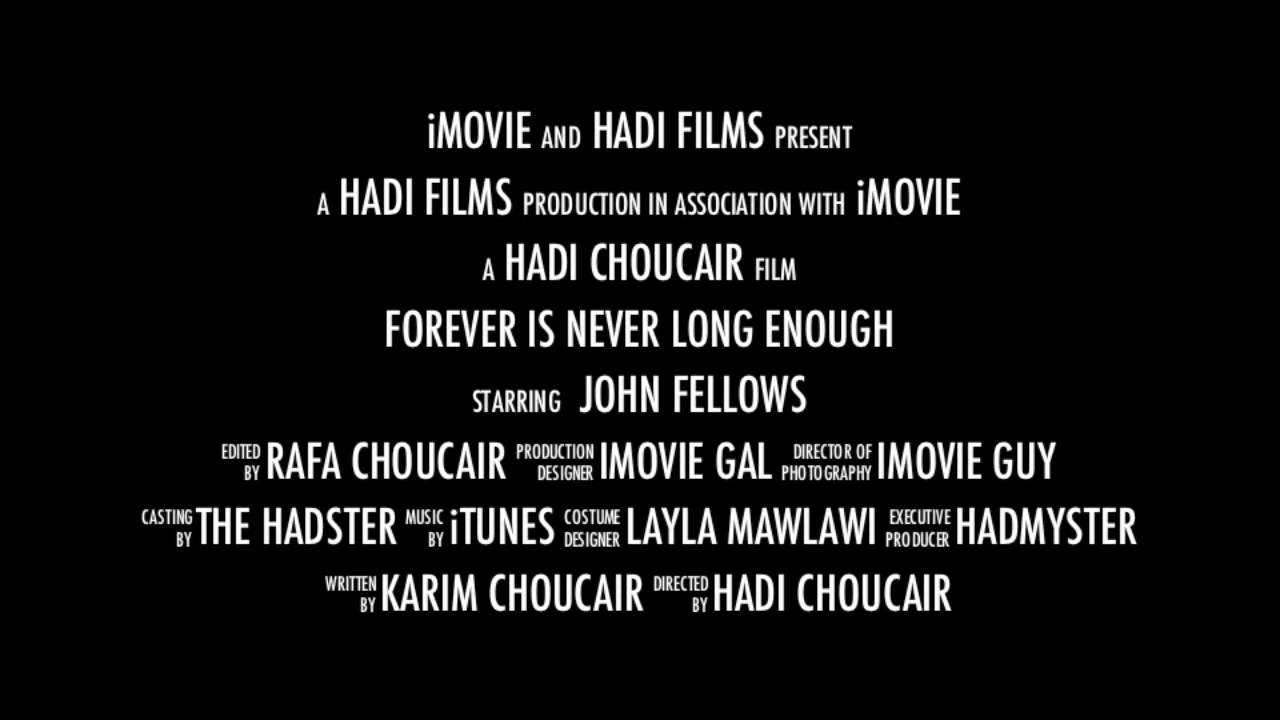 iMOVIE AND HADI FILMS PRESENT
A HADI FILMS PRODUCTION IN ASSOCIATION WITH iMOVIE
A HADI CHOUCAIR FILM
FOREVER IS NEVER LONG ENOUGH
STARRING JOHN FELLOWS
EDITED BY RAFA CHOUCAIR PRODUCTION DESIGNER IMOVIE GAL DIRECTOR OF PHOTOGRAPHY IMOVIE GUY
CASTING BY THE HADSTER MUSIC BY iTUNES COSTUME DESIGNER LAYLA MAWLAWI EXECUTIVE PRODUCER HADMYSTER
WRITTEN BY KARIM CHOUCAIR DIRECTED BY HADI CHOUCAIR